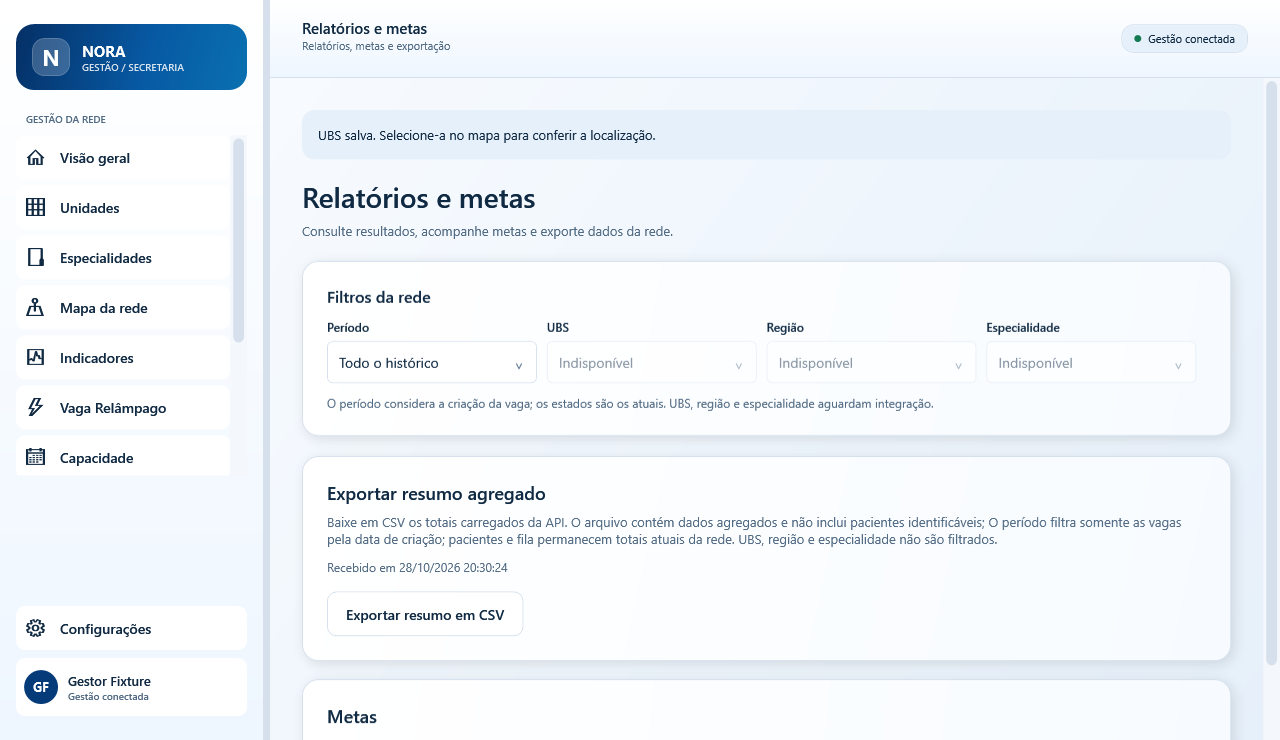 N
NORA
GESTÃO / SECRETARIA
GESTÃO DA REDE
Visão geral
Unidades
Especialidades
Mapa da rede
Indicadores
Vaga Relâmpago
Capacidade
Configurações
GF
Gestor Fixture
Gestão conectada
Relatórios e metas
Relatórios, metas e exportação
Gestão conectada
UBS salva. Selecione-a no mapa para conferir a localização.
Relatórios e metas
Consulte resultados, acompanhe metas e exporte dados da rede.
Filtros da rede
Período UBS Região Especialidade
Todo o histórico Indisponível Indisponível Indisponível
O período considera a criação da vaga; os estados são os atuais. UBS, região e especialidade aguardam integração.
Exportar resumo agregado
Baixe em CSV os totais carregados da API. O arquivo contém dados agregados e não inclui pacientes identificáveis; O período filtra somente as vagas
pela data de criação; pacientes e fila permanecem totais atuais da rede. UBS, região e especialidade não são filtrados.
Recebido em 28/10/2026 20:30:24
Exportar resumo em CSV
Metas